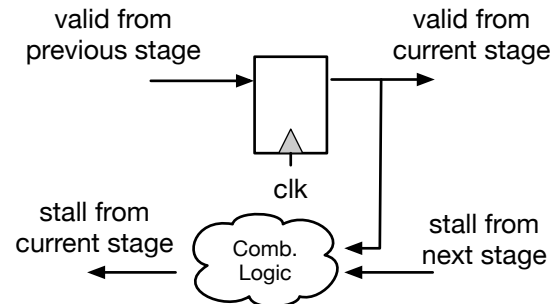 valid from
previous stage
valid from
current stage
clk
stall from
current stage
Comb.
Logic
stall from
next stage